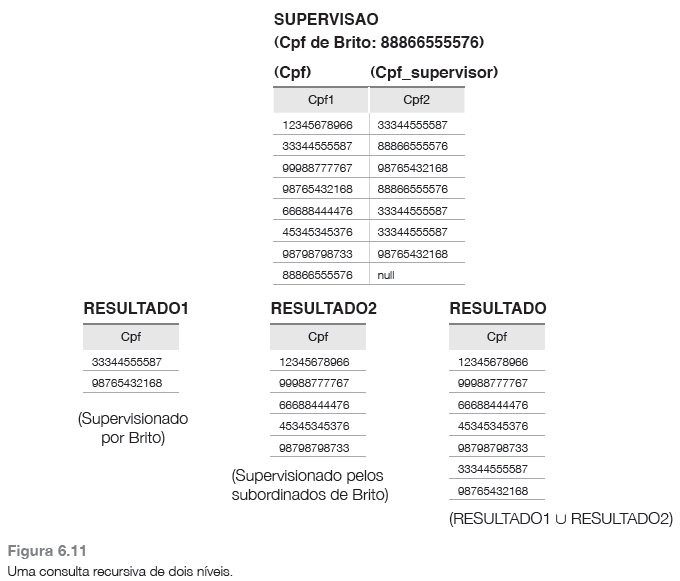 SUPERVISAO
(Cpf de Brito: 88866555576)
(Cpf) (Cpf_supervisor)
Cpf1 Cpf2
12345678966 33344555587
33344555587 88866555576
99988777767 98765432168
98765432168 88866555576
66688444476 33344555587
45345345376 33344555587
98798798733 98765432168
88866555576 null
RESULTADO1
Cpf
33344555587
98765432168
(Supervisionado
por Brito)
RESULTADO2
Cpf
12345678966
99988777767
66688444476
45345345376
98798798733
(Supervisionado pelos
subordinados de Brito)
RESULTADO
Cpf
12345678966
99988777767
66688444476
45345345376
98798798733
33344555587
98765432168
(RESULTADO1 ∪ RESULTADO2)
Figura 6.11
Uma consulta recursiva de dois níveis.